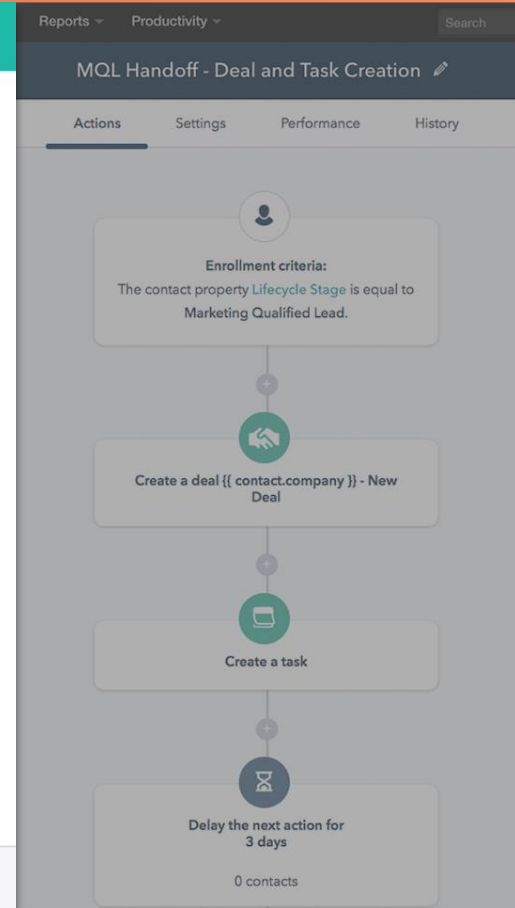 Reports Productivity Search
MQL Handoff - Deal and Task Creation
Actions Settings Performance History
Enrollment criteria:
The contact property Lifecycle Stage is equal to
Marketing Qualified Lead.
Create a deal {{ contact.company }} - New
Deal
Create a task
Delay the next action for
3 days
0 contacts